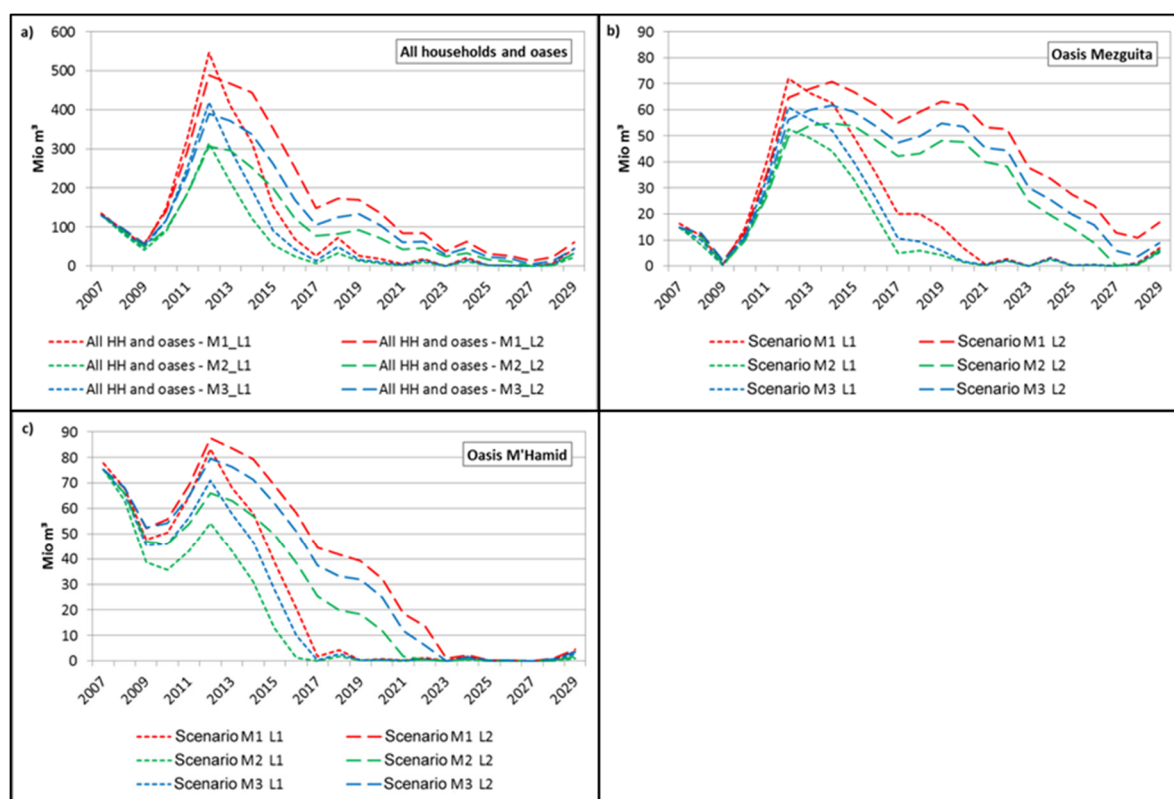 a)
All households and oases
600
500
400
300
200
100
0
Mio m³
2007
2009
2011
2013
2015
2017
2019
2021
2023
2025
2027
2029
All HH and oases - M1_L1
All HH and oases - M1_L2
All HH and oases - M2_L1
All HH and oases - M2_L2
All HH and oases - M3_L1
All HH and oases - M3_L2
b)
Oasis Mezguita
90
80
70
60
50
40
30
20
10
0
Mio m³
2007
2009
2011
2013
2015
2017
2019
2021
2023
2025
2027
2029
Scenario M1 L1
Scenario M1 L2
Scenario M2 L1
Scenario M2 L2
Scenario M3 L1
Scenario M3 L2
c)
Oasis M'Hamid
90
80
70
60
50
40
30
20
10
0
Mio m³
2007
2009
2011
2013
2015
2017
2019
2021
2023
2025
2027
2029
Scenario M1 L1
Scenario M1 L2
Scenario M2 L1
Scenario M2 L2
Scenario M3 L1
Scenario M3 L2